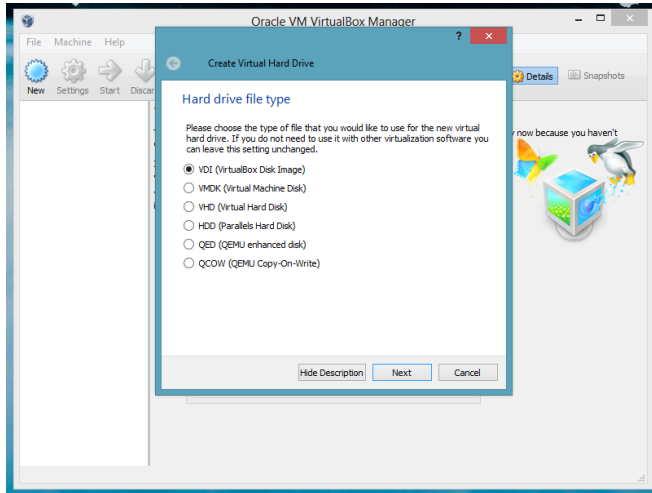 Oracle VM VirtualBox Manager
File Machine Help
? ×
Create Virtual Hard Drive
New Settings Start Discar
Details Snapshots
Hard drive file type
Please choose the type of file that you would like to use for the new virtual
hard drive. If you do not need to use it with other virtualization software you
can leave this setting unchanged.
now because you haven't
VDI (VirtualBox Disk Image)
VMDK (Virtual Machine Disk)
VHD (Virtual Hard Disk)
HDD (Parallels Hard Disk)
QED (QEMU enhanced disk)
QCOW (QEMU Copy-On-Write)
Hide Description Next Cancel